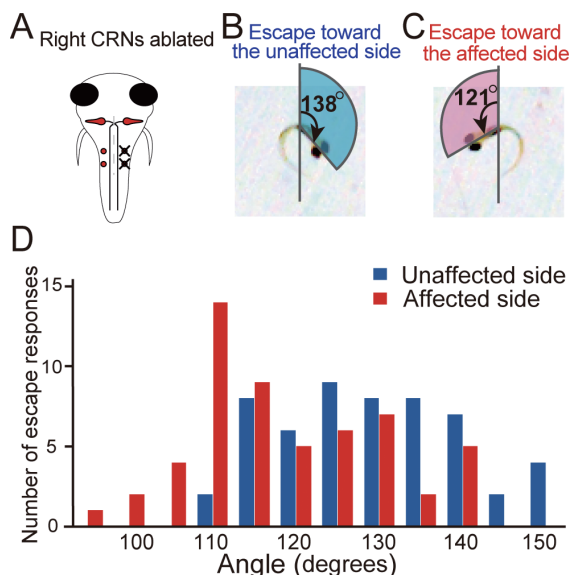 A Right CRNs ablated
B Escape toward
the unaffected side
138°
C Escape toward
the affected side
121°
D
Unaffected side
Affected side
Number of escape responses
15
10
5
0
100 110 120 130 140 150
Angle (degrees)